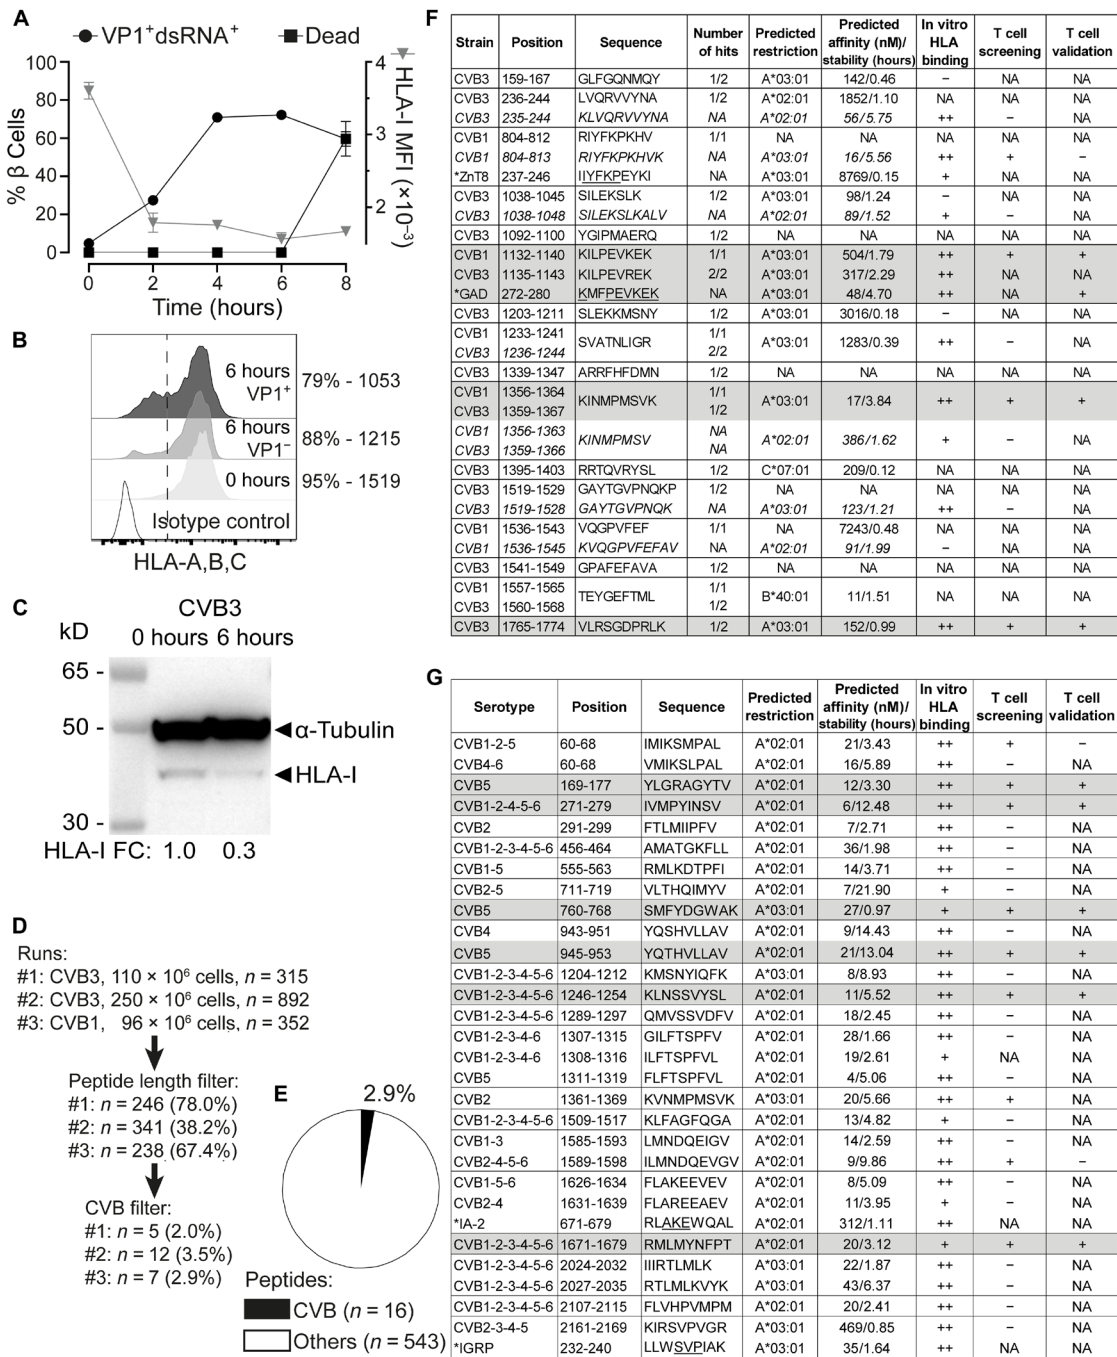 A
VP1+dsRNA+ Dead
% β Cells
HLA-I MFI (×10–3)
100
80
60
40
20
0
4
3
2
0 2 4 6 8
Time (hours)
B
6 hours VP1+ 79% - 1053
6 hours VP1– 88% - 1215
0 hours 95% - 1519
Isotype control
HLA-A,B,C
C
CVB3
kD 0 hours 6 hours
65 -
50 - α-Tubulin
HLA-I
30 -
HLA-I FC: 1.0 0.3
D
Runs:
#1: CVB3, 110 × 106 cells, n = 315
#2: CVB3, 250 × 106 cells, n = 892
#3: CVB1, 96 × 106 cells, n = 352
Peptide length filter:
#1: n = 246 (78.0%)
#2: n = 341 (38.2%)
#3: n = 238 (67.4%)
CVB filter:
#1: n = 5 (2.0%)
#2: n = 12 (3.5%)
#3: n = 7 (2.9%)
E
2.9%
Peptides:
CVB (n = 16)
Others (n = 543)
F
Strain Position Sequence Number of hits Predicted restriction Predicted affinity (nM)/ stability (hours) In vitro HLA binding T cell screening T cell validation
CVB3 159-167 GLFGQNMQY 1/2 A*03:01 142/0.46 – NA NA
CVB3 236-244 LVQRVVYNA 1/2 A*02:01 1852/1.10 NA NA NA
CVB3 235-244 KLVQRVVYNA NA A*02:01 56/5.75 ++ – NA
CVB1 804-812 RIYFKPKHV 1/1 NA NA NA NA NA
CVB1 804-813 RIYFKPKHVK NA A*03:01 16/5.56 ++ + –
*ZnT8 237-246 IIYFKPEYKI NA A*03:01 8769/0.15 + NA NA
CVB3 1038-1045 SILEKSLK 1/2 A*03:01 98/1.24 – NA NA
CVB3 1038-1048 SILEKSLKALV NA A*02:01 89/1.52 + – NA
CVB3 1092-1100 YGIPMAERQ 1/2 NA NA NA NA NA
CVB1 1132-1140 KILPEVKEK 1/1 A*03:01 504/1.79 ++ + +
CVB3 1135-1143 KILPEVREK 2/2 A*03:01 317/2.29 ++ NA NA
*GAD 272-280 KMFPEVKEK NA A*03:01 48/4.70 ++ NA +
CVB3 1203-1211 SLEKKMSNY 1/2 A*03:01 3016/0.18 – NA NA
CVB1 1233-1241 SVATNLIGR 1/1 A*03:01 1283/0.39 ++ – NA
CVB3 1236-1244 2/2
CVB3 1339-1347 ARRFHFDMN 1/2 NA NA NA NA NA
CVB1 1356-1364 KINMPMSVK 1/1 A*03:01 17/3.84 ++ + +
CVB3 1359-1367 1/2
CVB1 1356-1363 KINMPMSV NA A*02:01 386/1.62 + – NA
CVB3 1359-1366 NA
CVB3 1395-1403 RRTQVRYSL 1/2 C*07:01 209/0.12 NA NA NA
CVB3 1519-1529 GAYTGVPNQKP 1/2 NA NA NA NA NA
CVB3 1519-1528 GAYTGVPNQK NA A*03:01 123/1.21 ++ – NA
CVB1 1536-1543 VQGPVFEF 1/1 NA 7243/0.48 NA NA NA
CVB1 1536-1545 KVQGPVFEFAV NA A*02:01 91/1.99 – NA NA
CVB3 1541-1549 GPAFEFAVA 1/2 NA NA NA NA NA
CVB1 1557-1565 TEYGEFTML 1/1 B*40:01 11/1.51 NA NA NA
CVB3 1560-1568 1/2
CVB3 1765-1774 VLRSGDPRLK 1/2 A*03:01 152/0.99 ++ + +
G
Serotype Position Sequence Predicted restriction Predicted affinity (nM)/ stability (hours) In vitro HLA binding T cell screening T cell validation
CVB1-2-5 60-68 IMIKSMPAL A*02:01 21/3.43 ++ + –
CVB4-6 60-68 VMIKSLPAL A*02:01 16/5.89 ++ – NA
CVB5 169-177 YLGRAGYTV A*02:01 12/3.30 ++ + +
CVB1-2-4-5-6 271-279 IVMPYINSV A*02:01 6/12.48 ++ + +
CVB2 291-299 FTLMIIPFV A*02:01 7/2.71 ++ – NA
CVB1-2-3-4-5-6 456-464 AMATGKFLL A*02:01 36/1.98 ++ – NA
CVB1-5 555-563 RMLKDTPFI A*02:01 14/3.71 ++ – NA
CVB2-5 711-719 VLTHQIMYV A*02:01 7/21.90 + – NA
CVB5 760-768 SMFYDGWAK A*03:01 27/0.97 + + +
CVB4 943-951 YQSHVLLAV A*02:01 9/14.43 ++ – NA
CVB5 945-953 YQTHVLLAV A*02:01 21/13.04 ++ + +
CVB1-2-3-4-5-6 1204-1212 KMSNYIQFK A*03:01 8/8.93 ++ – NA
CVB1-2-3-4-5-6 1246-1254 KLNSSVYSL A*02:01 11/5.52 ++ + +
CVB1-2-3-4-5-6 1289-1297 QMVSSVDFV A*02:01 18/2.45 ++ – NA
CVB1-2-3-4-6 1307-1315 GILFTSPFV A*02:01 28/1.66 ++ – NA
CVB1-2-3-4-6 1308-1316 ILFTSPFVL A*02:01 19/2.61 + NA NA
CVB5 1311-1319 FLFTSPFVL A*02:01 4/5.06 ++ – NA
CVB2 1361-1369 KVNMPMSVK A*03:01 20/5.66 ++ + NA
CVB1-2-3-4-5-6 1509-1517 KLFAGFQGA A*02:01 13/4.82 + – NA
CVB1-3 1585-1593 LMNDQEIGV A*02:01 14/2.59 ++ – NA
CVB2-4-5-6 1589-1598 ILMNDQEVGV A*02:01 9/9.86 ++ + –
CVB1-5-6 1626-1634 FLAKEEVEV A*02:01 8/5.09 ++ – NA
CVB2-4 1631-1639 FLAREEAEV A*02:01 11/3.95 + – NA
*IA-2 671-679 RLAKEWQAL A*02:01 312/1.11 ++ NA NA
CVB1-2-3-4-5-6 1671-1679 RMLMYNFPT A*02:01 20/3.12 + + +
CVB1-2-3-4-5-6 2024-2032 IIIRTLMLK A*03:01 22/1.87 ++ – NA
CVB1-2-3-4-5-6 2027-2035 RTLMLKVYK A*03:01 43/6.37 ++ – NA
CVB1-2-3-4-5-6 2107-2115 FLVHPVMPM A*02:01 20/2.41 ++ – NA
CVB2-3-4-5 2161-2169 KIRSVPVGR A*03:01 469/0.85 ++ – NA
*IGRP 232-240 LLWSVPIAK A*03:01 35/1.64 ++ NA NA